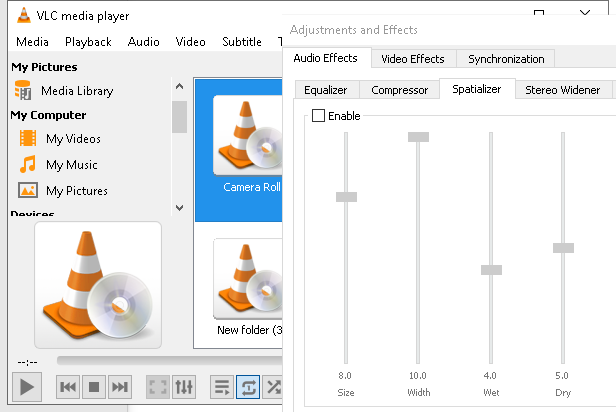 VLC media player
Media Playback Audio Video Subtitle T
My Pictures
Media Library
My Computer
My Videos
My Music
My Pictures
Devices
Camera Roll
New folder (3
--:--
Adjustments and Effects
Audio Effects Video Effects Synchronization
Equalizer Compressor Spatializer Stereo Widener
Enable
8.0 10.0 4.0 5.0
Size Width Wet Dry